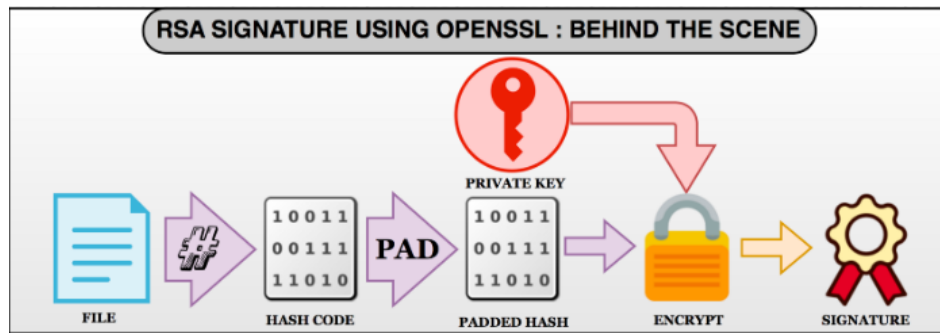 RSA SIGNATURE USING OPENSSL : BEHIND THE SCENE
PRIVATE KEY
#
10011
00111
11010
PAD
10011
00111
11010
FILE
HASH CODE
PADDED HASH
ENCRYPT
SIGNATURE